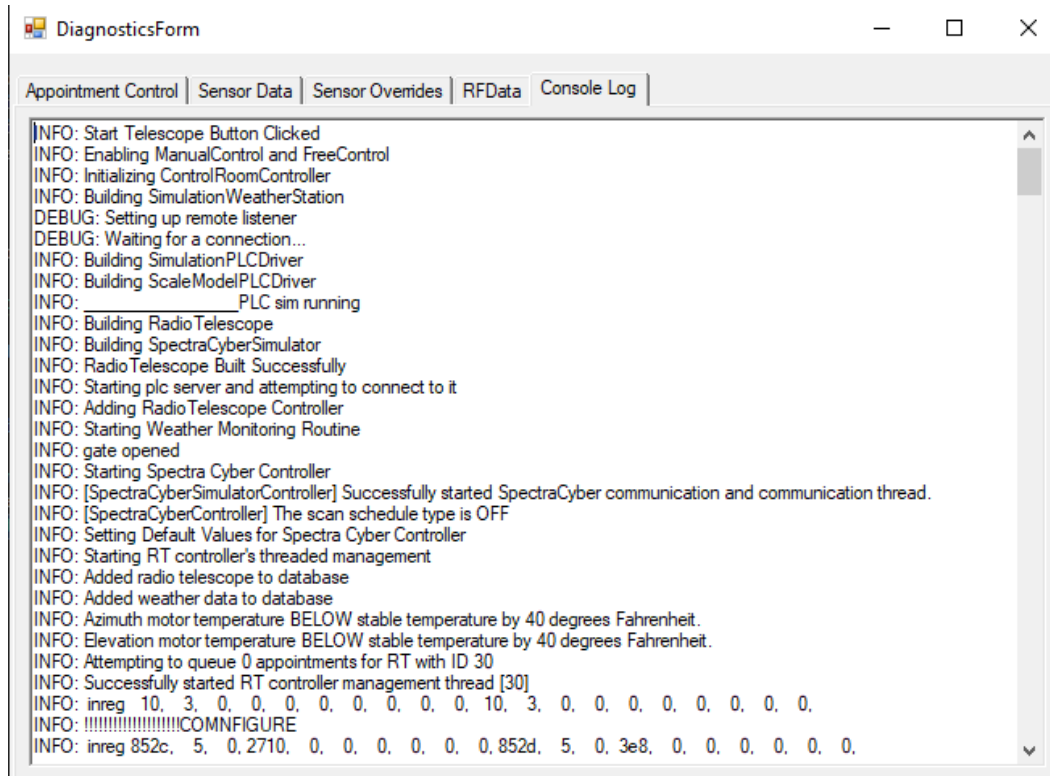 DiagnosticsForm
Appointment Control Sensor Data Sensor Overrides RFData Console Log
INFO: Start Telescope Button Clicked
INFO: Enabling ManualControl and FreeControl
INFO: Initializing ControlRoomController
INFO: Building SimulationWeatherStation
DEBUG: Setting up remote listener
DEBUG: Waiting for a connection...
INFO: Building SimulationPLCDriver
INFO: Building ScaleModelPLCDriver
INFO: __________________PLC sim running
INFO: Building RadioTelescope
INFO: Building SpectraCyberSimulator
INFO: RadioTelescope Built Successfully
INFO: Starting plc server and attempting to connect to it
INFO: Adding RadioTelescope Controller
INFO: Starting Weather Monitoring Routine
INFO: gate opened
INFO: Starting Spectra Cyber Controller
INFO: [SpectraCyberSimulatorController] Successfully started SpectraCyber communication and communication thread.
INFO: [SpectraCyberController] The scan schedule type is OFF
INFO: Setting Default Values for Spectra Cyber Controller
INFO: Starting RT controller's threaded management
INFO: Added radio telescope to database
INFO: Added weather data to database
INFO: Azimuth motor temperature BELOW stable temperature by 40 degrees Fahrenheit.
INFO: Elevation motor temperature BELOW stable temperature by 40 degrees Fahrenheit.
INFO: Attempting to queue 0 appointments for RT with ID 30
INFO: Successfully started RT controller management thread [30]
INFO: inreg 10, 3, 0, 0, 0, 0, 0, 0, 0, 0, 10, 3, 0, 0, 0, 0, 0, 0, 0, 0,
INFO: !!!!!!!!!!!!!!!!!!!!COMNFIGURE
INFO: inreg 852c, 5, 0, 2710, 0, 0, 0, 0, 0, 0, 852d, 5, 0, 3e8, 0, 0, 0, 0, 0, 0,